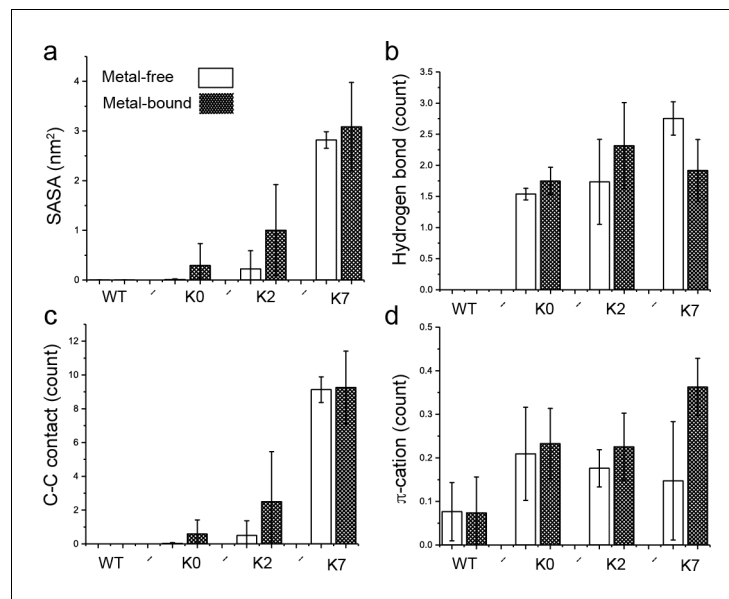 a
Metal-free
Metal-bound
SASA (nm²)
4
3
2
1
0
WT - K0 - K2 - K7
b
Hydrogen bond (count)
3.5
3.0
2.5
2.0
1.5
1.0
0.5
0.0
WT - K0 - K2 - K7
c
C-C contact (count)
12
10
8
6
4
2
0
WT - K0 - K2 - K7
d
π-cation (count)
0.5
0.4
0.3
0.2
0.1
0.0
WT - K0 - K2 - K7